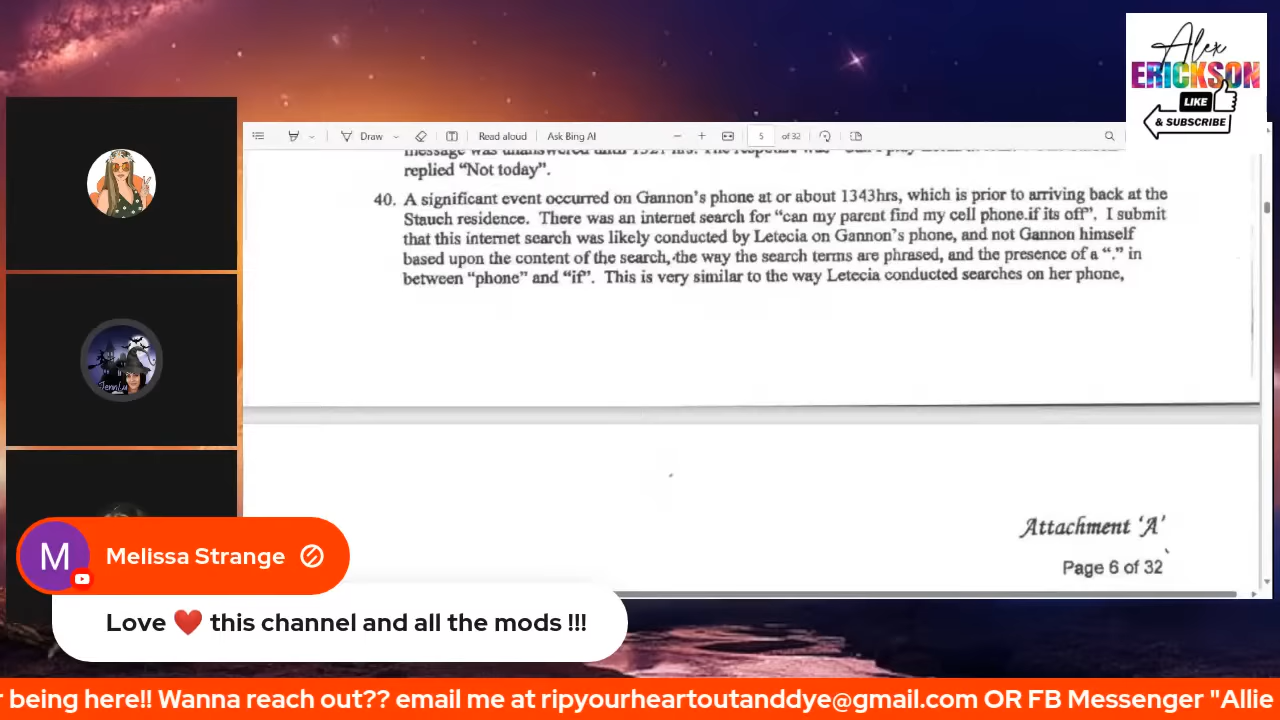 Alex
ERICKSON
LIKE
& SUBSCRIBE
Draw
Read aloud
Ask Bing AI
5
of 32
replied “Not today”.
40. A significant event occurred on Gannon’s phone at or about 1343hrs, which is prior to arriving back at the
Stauch residence. There was an internet search for “can my parent find my cell phone.if its off”. I submit
that this internet search was likely conducted by Letecia on Gannon’s phone, and not Gannon himself
based upon the content of the search, the way the search terms are phrased, and the presence of a “.” in
between “phone” and “if”. This is very similar to the way Letecia conducted searches on her phone,
Attachment ‘A’
Page 6 of 32
JennLu
M
Melissa Strange
Love ❤️ this channel and all the mods !!!
being here!! Wanna reach out?? email me at ripyourheartoutanddye@gmail.com OR FB Messenger "Allie